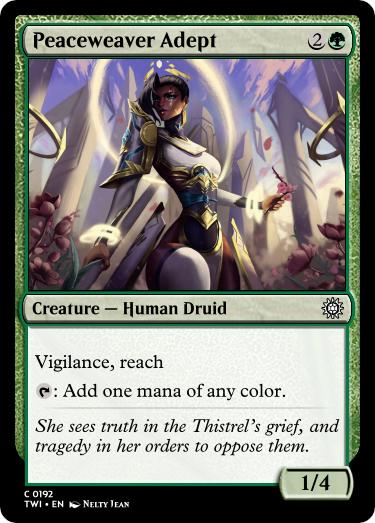 Peaceweaver Adept 2
Creature — Human Druid
Vigilance, reach
: Add one mana of any color.
She sees truth in the Thistrel's grief, and
tragedy in her orders to oppose them.
1/4
C 0192
TWI • EN Nelty Jean